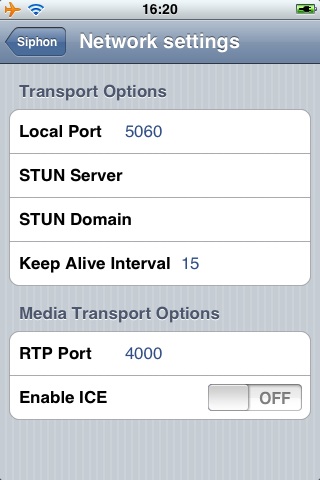 16:20
Siphon
Network settings
Transport Options
Local Port 5060
STUN Server
STUN Domain
Keep Alive Interval 15
Media Transport Options
RTP Port 4000
Enable ICE OFF